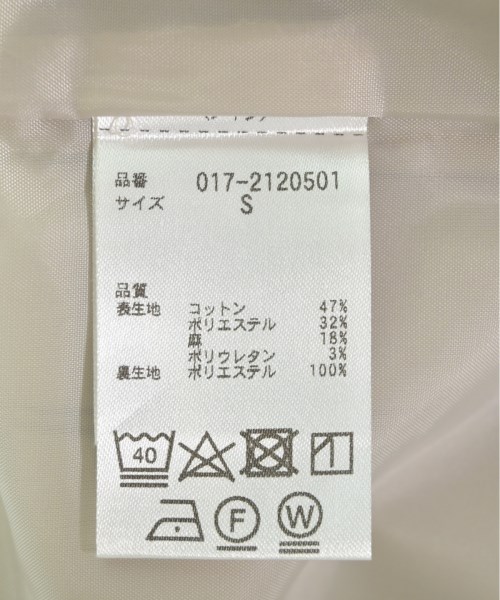 品番 017-2120501
サイズ S
品質
表生地 コットン 47%
ポリエステル 32%
麻 18%
ポリウレタン 3%
裏生地 ポリエステル 100%
40
F W